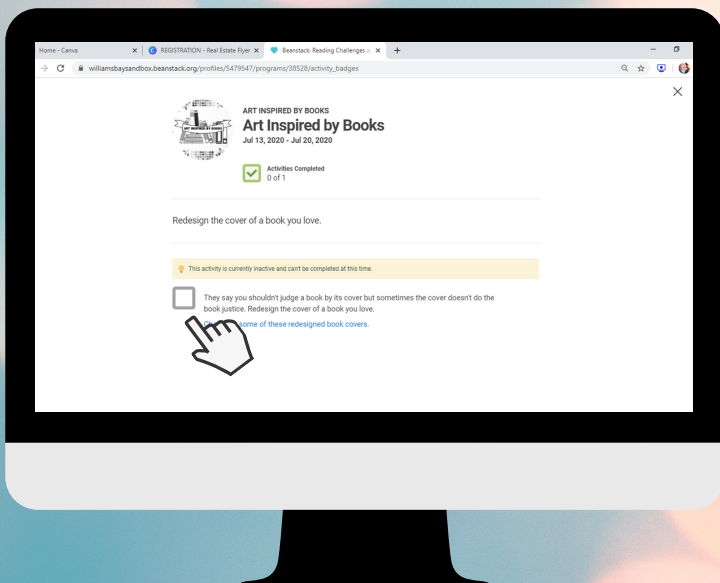 Home - Canva
REGISTRATION - Real Estate Flyer
Beanstack: Reading Challenges
williamsbaysandbox.beanstack.org/profiles/5479547/programs/38528/activity_badges
ART INSPIRED BY BOOKS
ART INSPIRED BY BOOKS
Art Inspired by Books
Jul 13, 2020 - Jul 20, 2020
Activities Completed
0 of 1
Redesign the cover of a book you love.
This activity is currently inactive and can't be completed at this time.
They say you shouldn't judge a book by its cover but sometimes the cover doesn't do the
book justice. Redesign the cover of a book you love.
some of these redesigned book covers.